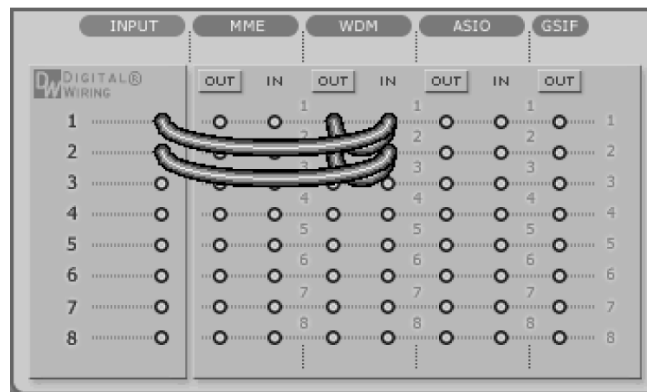 INPUT MME WDM ASIO GSIF
DW DIGITAL®
WIRING
OUT IN OUT IN OUT IN OUT
1 1 1
1 1
2 2 2
2 2
3 3 3
3 3
4 4 4
4 4
5 5 5
5 5
6 6 6
6 6
7 7 7
7 7
8 8 8
8 8